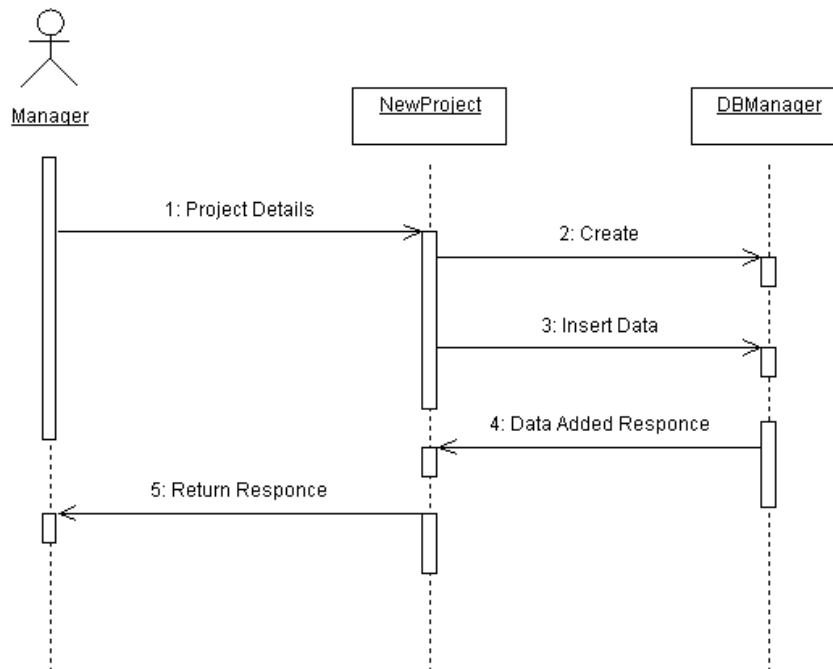 Manager
NewProject
DBManager
1: Project Details
2: Create
3: Insert Data
4: Data Added Responce
5: Return Responce